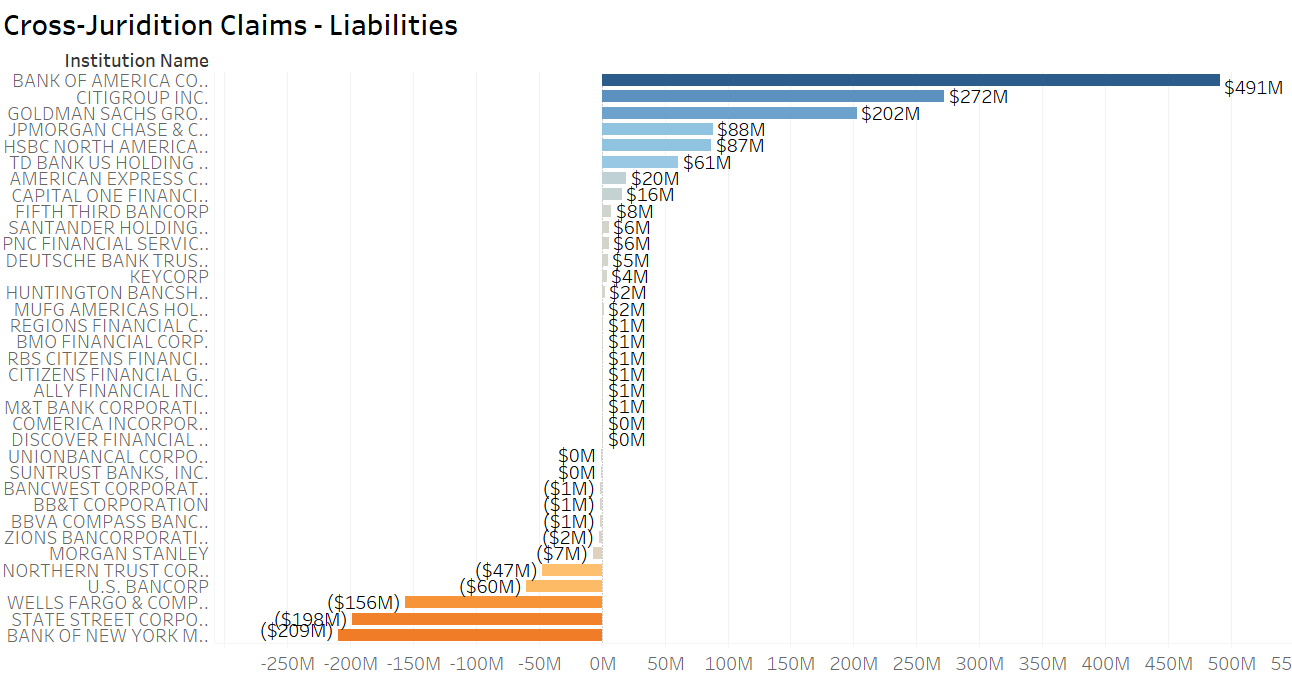 Cross-Juridition Claims - Liabilities
Institution Name
BANK OF AMERICA CO.. $491M
CITIGROUP INC. $272M
GOLDMAN SACHS GRO.. $202M
JPMORGAN CHASE & C.. $88M
HSBC NORTH AMERICA.. $87M
TD BANK US HOLDING .. $61M
AMERICAN EXPRESS C.. $20M
CAPITAL ONE FINANCI.. $16M
FIFTH THIRD BANCORP $8M
SANTANDER HOLDING.. $6M
PNC FINANCIAL SERVIC.. $6M
DEUTSCHE BANK TRUS.. $5M
KEYCORP $4M
HUNTINGTON BANCSH.. $2M
MUFG AMERICAS HOL.. $2M
REGIONS FINANCIAL C.. $1M
BMO FINANCIAL CORP. $1M
RBS CITIZENS FINANCI.. $1M
CITIZENS FINANCIAL G.. $1M
ALLY FINANCIAL INC. $1M
M&T BANK CORPORATI.. $1M
COMERICA INCORPOR.. $0M
DISCOVER FINANCIAL .. $0M
UNIONBANCAL CORPO.. $0M
SUNTRUST BANKS, INC. $0M
BANCWEST CORPORAT.. ($1M)
BB&T CORPORATION ($1M)
BBVA COMPASS BANC.. ($1M)
ZIONS BANCORPORATI.. ($2M)
MORGAN STANLEY ($7M)
NORTHERN TRUST COR.. ($47M)
U.S. BANCORP ($60M)
WELLS FARGO & COMP.. ($156M)
STATE STREET CORPO.. ($198M)
BANK OF NEW YORK M.. ($209M)
-250M -200M -150M -100M -50M 0M 50M 100M 150M 200M 250M 300M 350M 400M 450M 500M 55